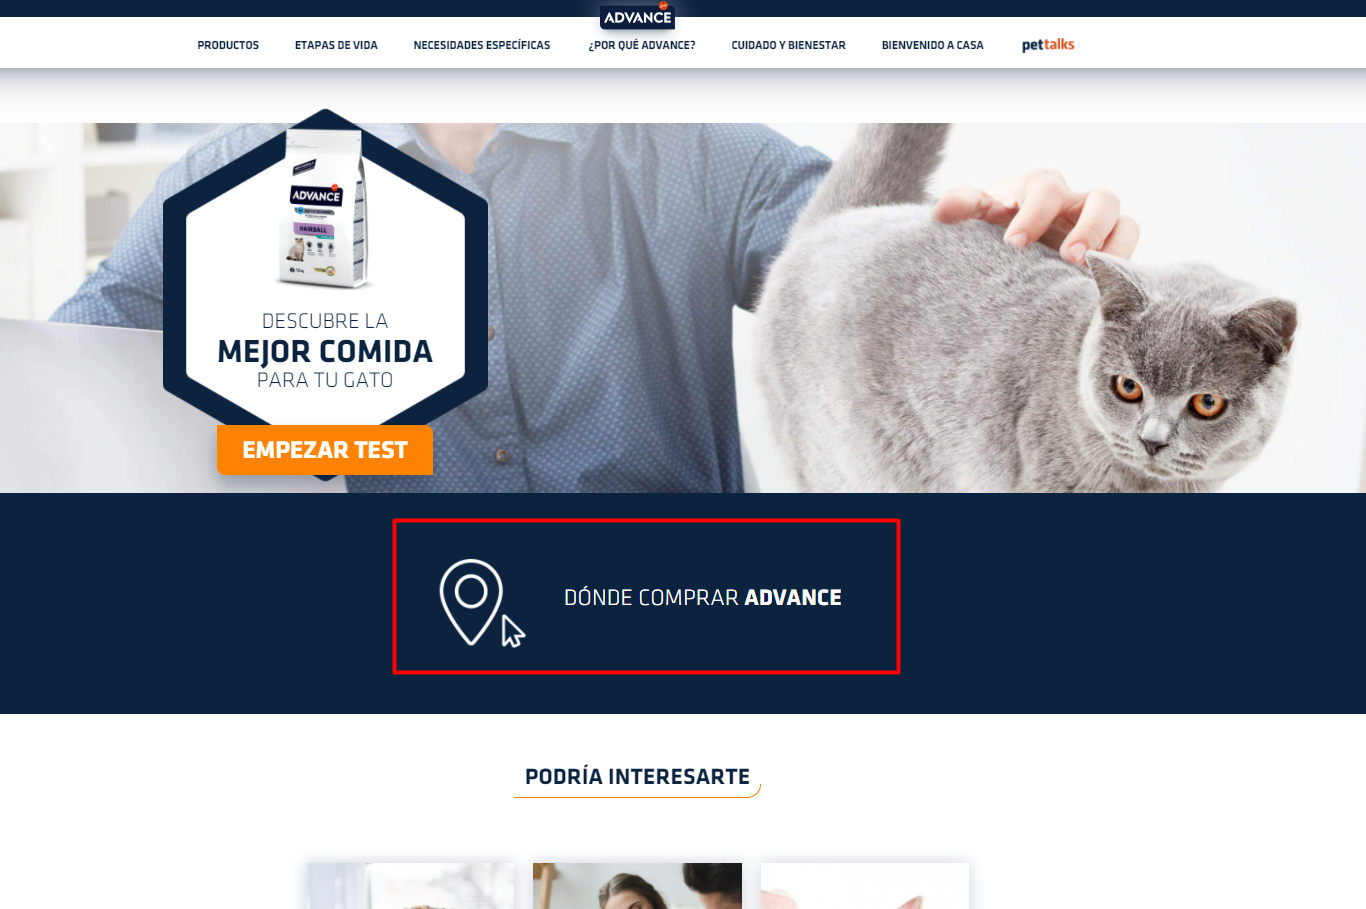 ADVANCE
PRODUCTOS ETAPAS DE VIDA NECESIDADES ESPECÍFICAS ¿POR QUÉ ADVANCE? CUIDADO Y BIENESTAR BIENVENIDO A CASA pettalks
ADVANCE
HAIRBALL
DESCUBRE LA
MEJOR COMIDA
PARA TU GATO
EMPEZAR TEST
DÓNDE COMPRAR ADVANCE
PODRÍA INTERESARTE